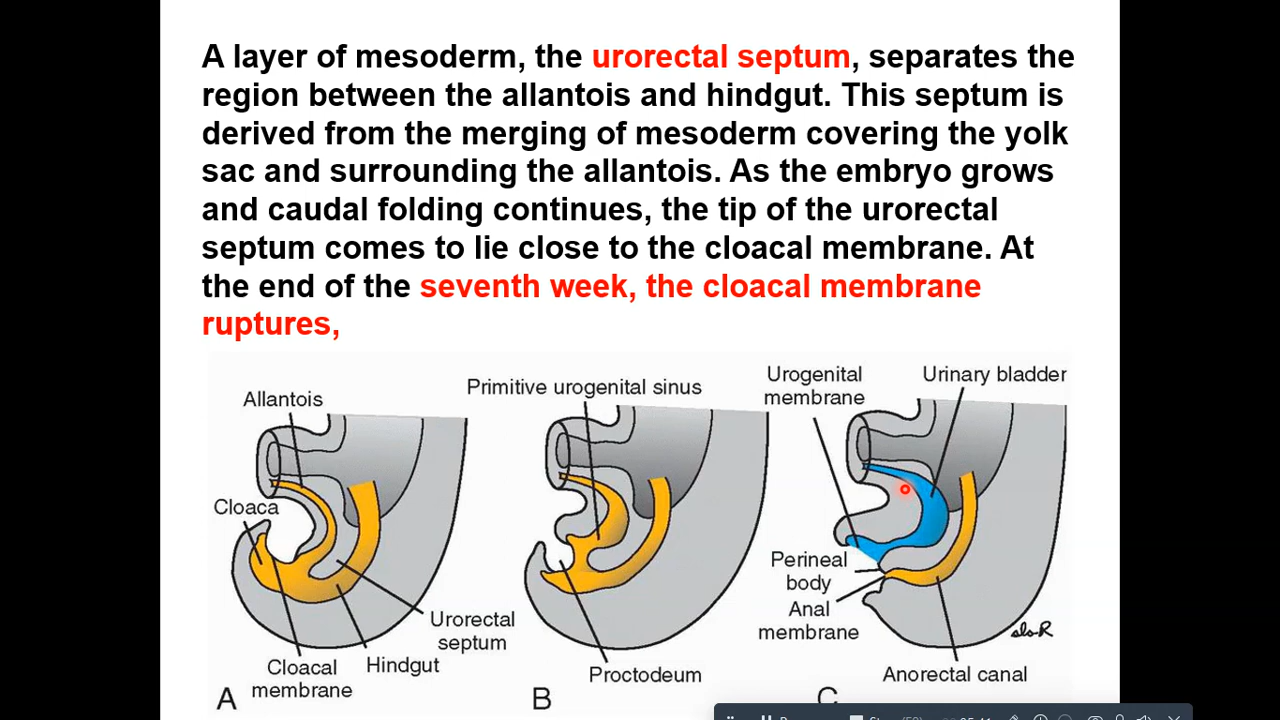 A layer of mesoderm, the urorectal septum, separates the
region between the allantois and hindgut. This septum is
derived from the merging of mesoderm covering the yolk
sac and surrounding the allantois. As the embryo grows
and caudal folding continues, the tip of the urorectal
septum comes to lie close to the cloacal membrane. At
the end of the seventh week, the cloacal membrane
ruptures,
Allantois
Cloaca
Urorectal
septum
Hindgut
Cloacal
membrane
A
Primitive urogenital sinus
Proctodeum
B
Urogenital
membrane
Urinary bladder
Perineal
body
Anal
membrane
Anorectal canal
C